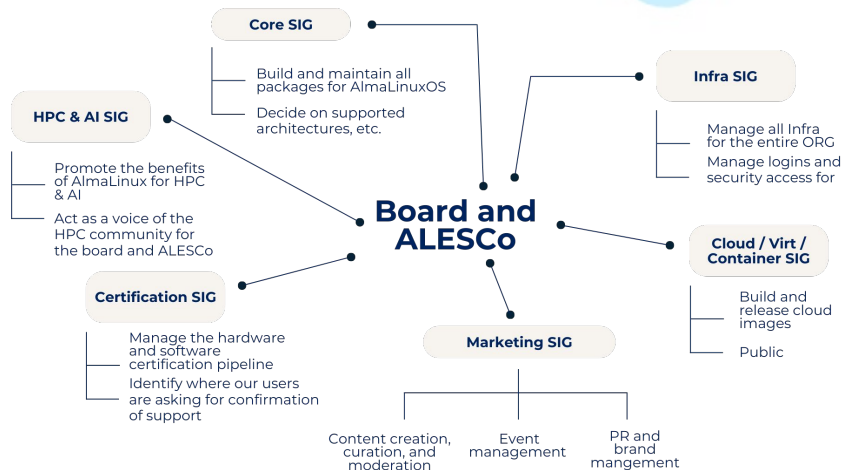 Core SIG
Build and maintain all
packages for AlmaLinuxOS
Decide on supported
architectures, etc.
Infra SIG
Manage all Infra
for the entire ORG
Manage logins and
security access for
HPC & AI SIG
Promote the benefits
of AlmaLinux for HPC
& AI
Act as a voice of the
HPC community for
the board and ALESCo
Board and
ALESCo
Cloud / Virt /
Container SIG
Build and
release cloud
images
Public
Certification SIG
Manage the hardware
and software
certification pipeline
Identify where our users
are asking for confirmation
of support
Marketing SIG
Content creation,
curation, and
moderation
Event
management
PR and
brand
mangement